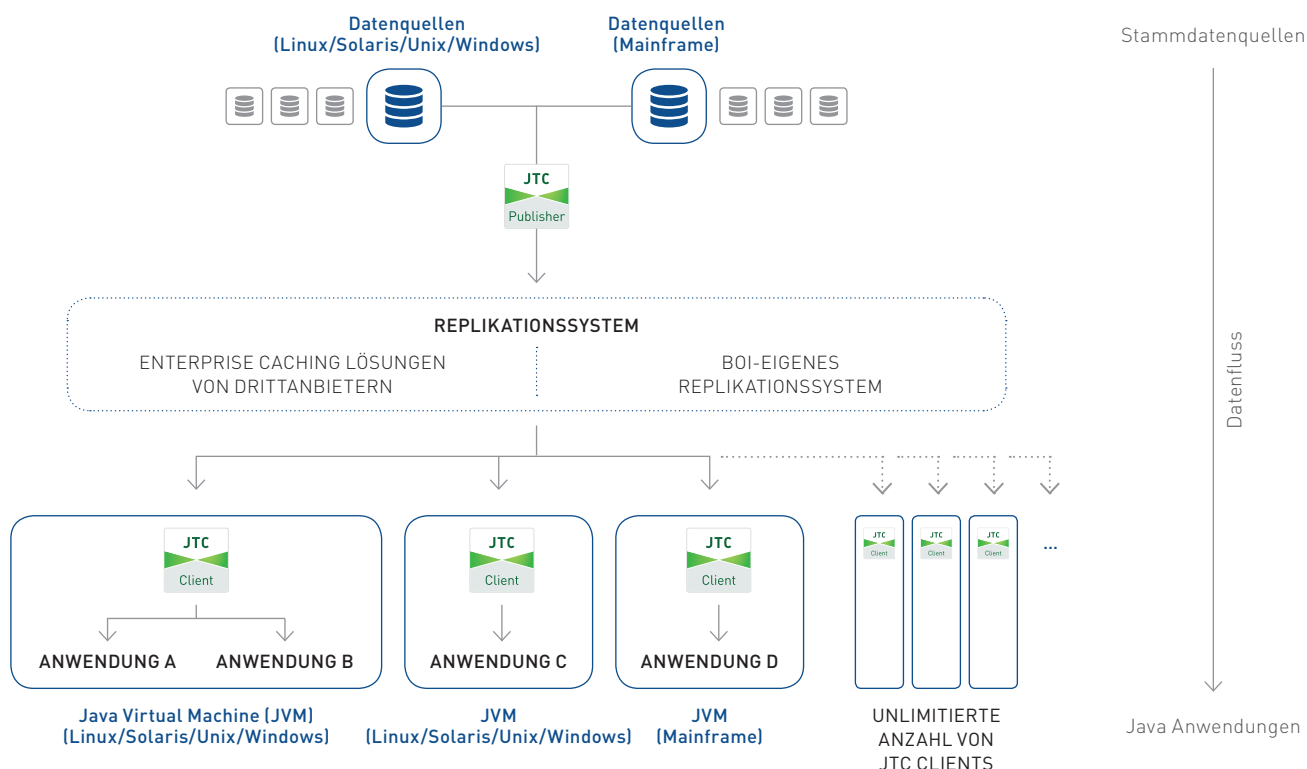 Datenquellen
(Linux/Solaris/Unix/Windows)
Datenquellen
(Mainframe)
Stammdatenquellen
JTC
Publisher
REPLIKATIONSSYSTEM
ENTERPRISE CACHING LÖSUNGEN
VON DRITTANBIETERN
BOI-EIGENES
REPLIKATIONSSYSTEM
Datenfluss
JTC
Client
JTC
Client
JTC
Client
JTC
Client
JTC
Client
JTC
Client
...
ANWENDUNG A
ANWENDUNG B
ANWENDUNG C
ANWENDUNG D
Java Virtual Machine (JVM)
(Linux/Solaris/Unix/Windows)
JVM
(Linux/Solaris/Unix/Windows)
JVM
(Mainframe)
UNLIMITIERTE
ANZAHL VON
JTC CLIENTS
Java Anwendungen